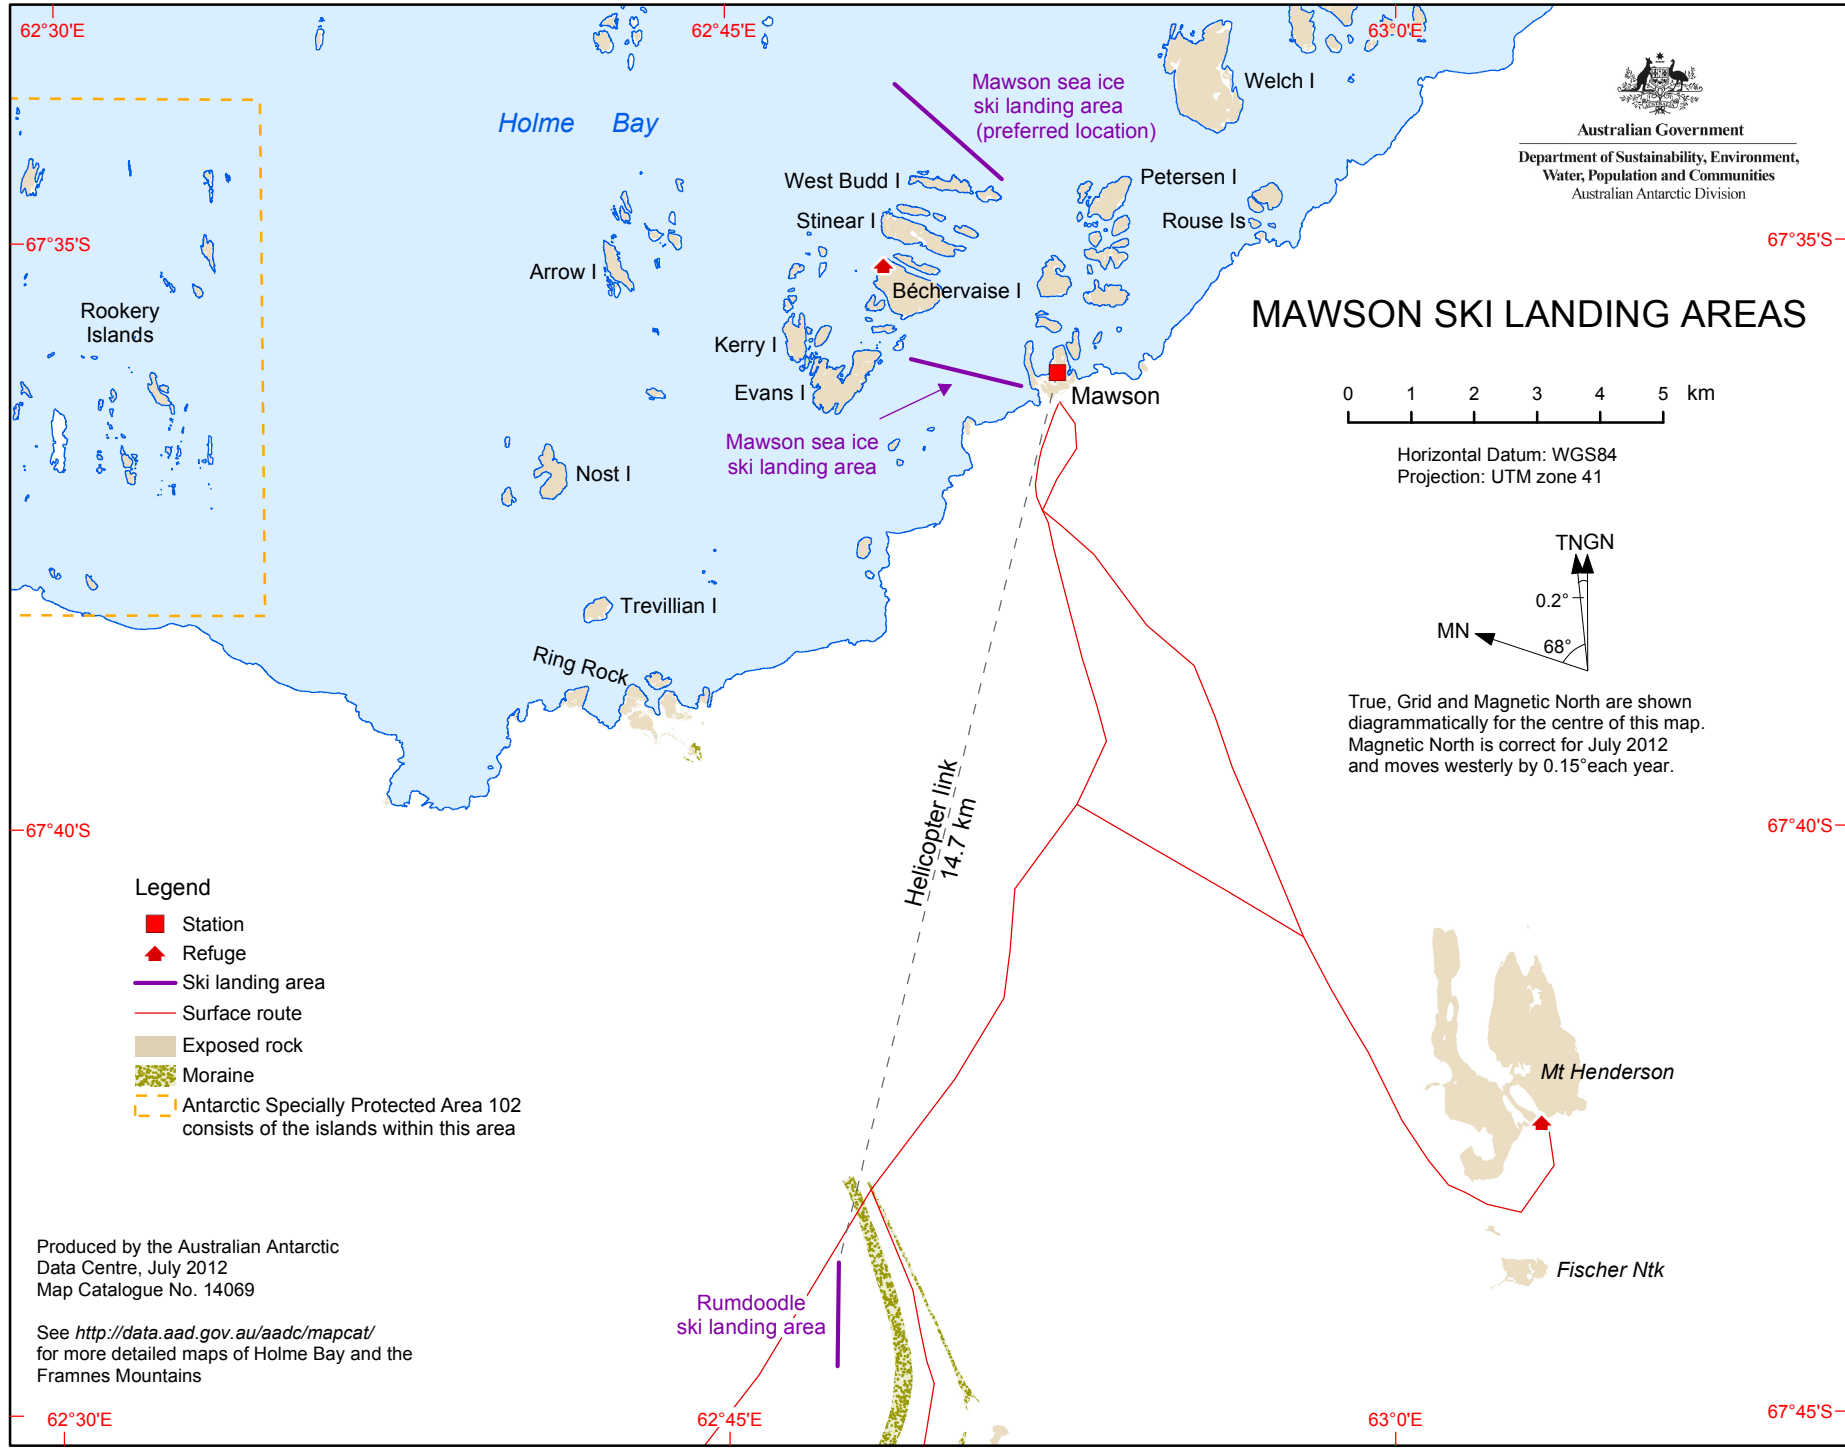 62°30'E
62°45'E
63°0'E
Mawson sea ice
ski landing area
(preferred location)
Welch I
Holme Bay
Australian Government
Department of Sustainability, Environment,
Water, Population and Communities
Australian Antarctic Division
West Budd I
Petersen I
Stinear I
Rouse Is
67°35'S
67°35'S
Arrow I
Béchervaise I
Rookery
Islands
MAWSON SKI LANDING AREAS
Kerry I
Evans I
Mawson
0 1 2 3 4 5 km
Mawson sea ice
ski landing area
Nost I
Horizontal Datum: WGS84
Projection: UTM zone 41
TNGN
0.2°
MN
68°
Trevillian I
Ring Rock
True, Grid and Magnetic North are shown
diagrammatically for the centre of this map.
Magnetic North is correct for July 2012
and moves westerly by 0.15°each year.
Helicopter link
14.7 km
67°40'S
67°40'S
Legend
Station
Refuge
Ski landing area
Surface route
Exposed rock
Moraine
Antarctic Specially Protected Area 102
consists of the islands within this area
Mt Henderson
Fischer Ntk
Produced by the Australian Antarctic
Data Centre, July 2012
Map Catalogue No. 14069
See http://data.aad.gov.au/aadc/mapcat/
for more detailed maps of Holme Bay and the
Framnes Mountains
Rumdoodle
ski landing area
62°30'E
62°45'E
63°0'E
67°45'S